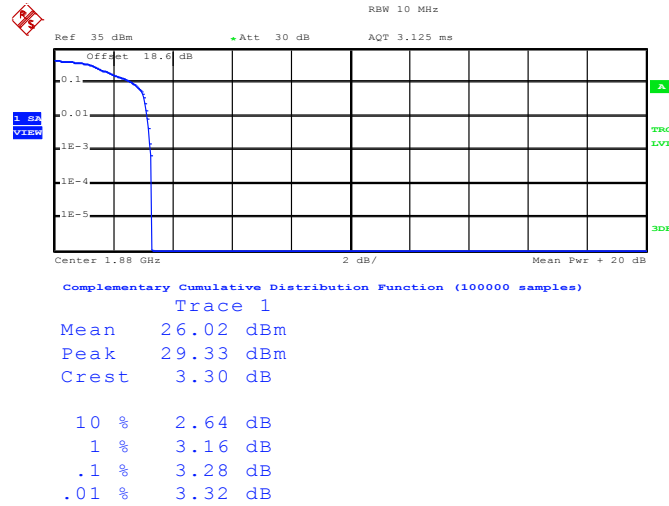 RBW 10 MHz
Ref 35 dBm * Att 30 dB AQT 3.125 ms
Offset 18.6 dB
0.1
A
0.01
1 SA
VIEW
TRG
1E-3
1E-4
1E-5
Center 1.88 GHz 2 dB/ Mean Pwr + 20 dB
Complementary Cumulative Distribution Function (100000 samples)
Trace 1
Mean 26.02 dBm
Peak 29.33 dBm
Crest 3.30 dB
10 % 2.64 dB
1 % 3.16 dB
.1 % 3.28 dB
.01 % 3.32 dB